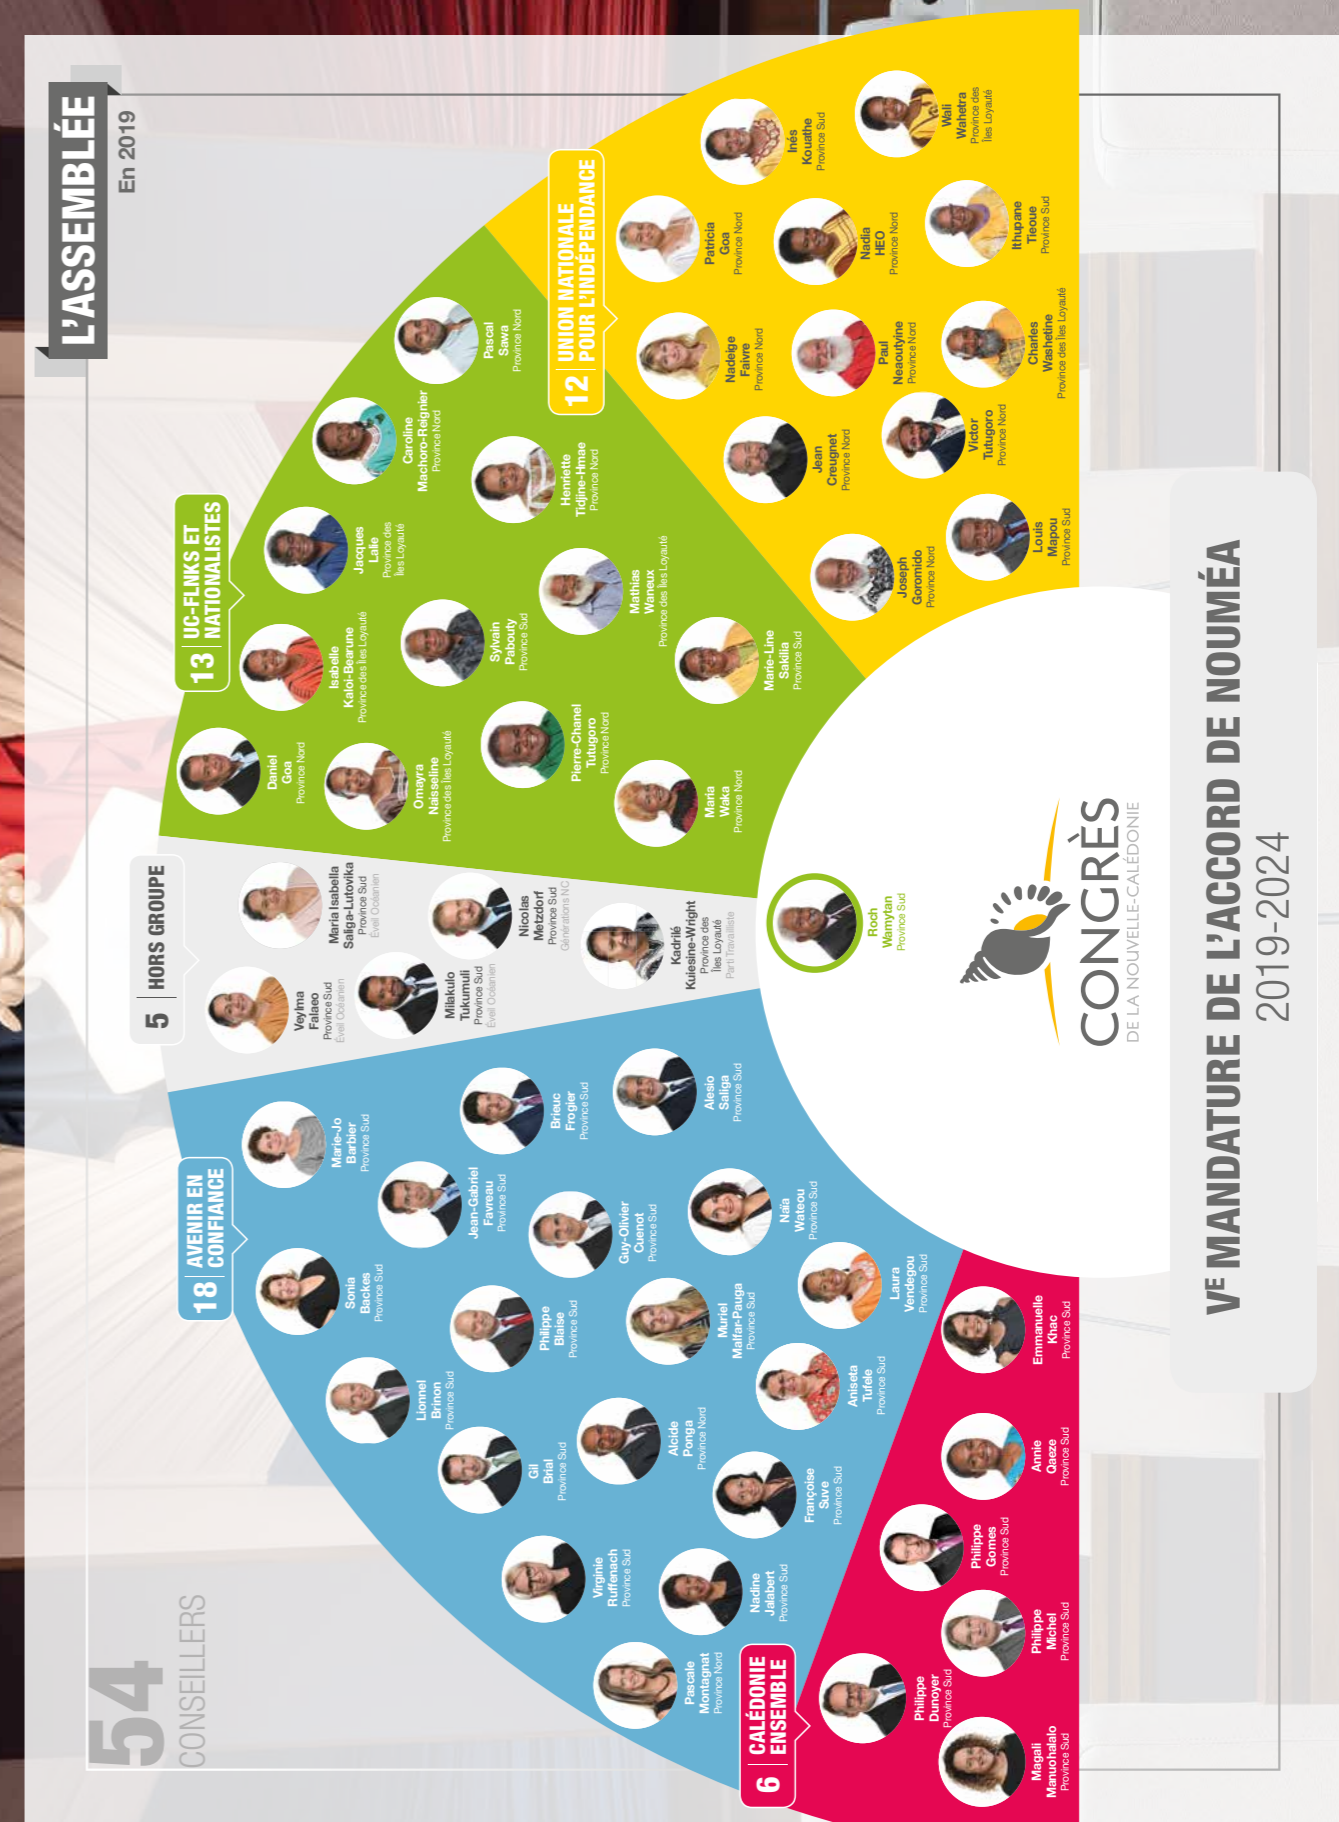 L'ASSEMBLÉE
En 2019
54
CONSEILLERS
6
CALÉDONIE
ENSEMBLE
Magali
Manuohalalo
Province Sud
Philippe
Dunoyer
Province Sud
Philippe
Michel
Province Sud
Philippe
Gomes
Province Sud
Annie
Qaeze
Province Sud
Emmanuelle
Khac
Province Sud
18
AVENIR EN
CONFIANCE
Pascale
Montagnat
Province Nord
Virginie
Ruffenach
Province Sud
Nadine
Jalabert
Province Sud
Gil
Brial
Province Sud
Alcide
Ponga
Province Nord
Françoise
Suve
Province Sud
Lionnel
Brinon
Province Sud
Philippe
Blaise
Province Sud
Muriel
Malfar-Pauga
Province Sud
Aniseta
Tufele
Province Sud
Sonia
Backes
Province Sud
Jean-Gabriel
Favreau
Province Sud
Guy-Olivier
Cuenot
Province Sud
Naïa
Wateou
Province Sud
Laura
Vendegou
Province Sud
Marie-Jo
Barbier
Province Sud
Brieuc
Frogier
Province Sud
Alesio
Saliga
Province Sud
5
HORS GROUPE
Veylma
Falaeo
Province Sud
Éveil Océanien
Maria Isabella
Saliga-Lutovika
Province Sud
Éveil Océanien
Milakulo
Tukumuli
Province Sud
Éveil Océanien
Nicolas
Metzdorf
Province Sud
Générations NC
Kadrilé
Kuiesine-Wright
Province des
Îles Loyauté
Parti Travailliste
Roch
Wamytan
Province Sud
13
UC-FLNKS ET
NATIONALISTES
Daniel
Goa
Province Nord
Omayra
Naisseline
Province des Îles Loyauté
Pierre-Chanel
Tutugoro
Province Nord
Maria
Waka
Province Nord
Isabelle
Kaloi-Bearune
Province des Îles Loyauté
Sylvain
Pabouty
Province Sud
Mathias
Waneux
Province des Îles Loyauté
Marie-Line
Sakilia
Province Sud
Jacques
Lalie
Province des
Îles Loyauté
Caroline
Machoro-Reignier
Province Nord
Henriette
Tidjine-Hmae
Province Nord
Pascal
Sawa
Province Nord
12
UNION NATIONALE
POUR L'INDÉPENDANCE
Joseph
Goromido
Province Nord
Louis
Mapou
Province Sud
Jean
Creugnet
Province Nord
Victor
Tutugoro
Province Nord
Nadeige
Faivre
Province Nord
Paul
Neaoutyine
Province Nord
Charles
Washetine
Province des Îles Loyauté
Patricia
Goa
Province Nord
Nadia
HEO
Province Nord
Ithupane
Tieoue
Province Sud
Inés
Kouathe
Province Sud
Wali
Wahetra
Province des
Îles Loyauté
CONGRÈS
DE LA NOUVELLE-CALÉDONIE
VE MANDATURE DE L'ACCORD DE NOUMÉA
2019-2024